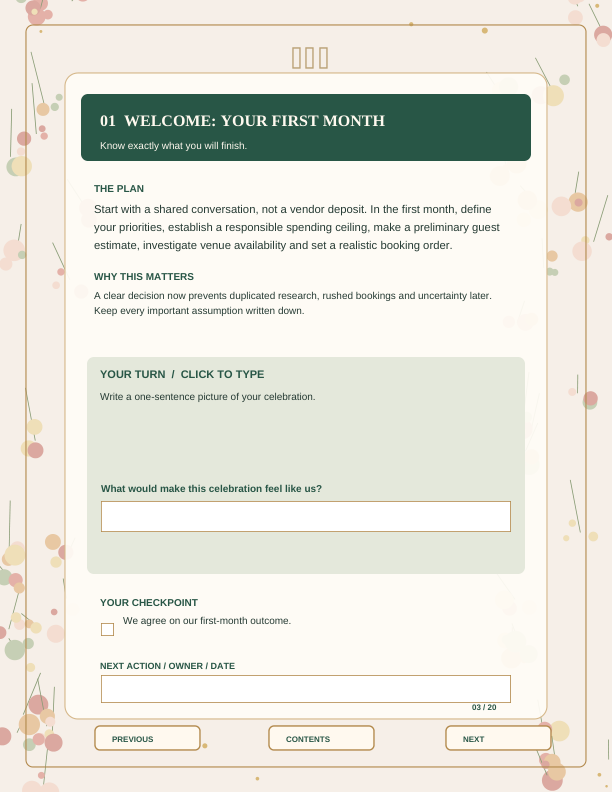 01 WELCOME: YOUR FIRST MONTH
Know exactly what you will finish.
THE PLAN
Start with a shared conversation, not a vendor deposit. In the first month, define
your priorities, establish a responsible spending ceiling, make a preliminary guest
estimate, investigate venue availability and set a realistic booking order.
WHY THIS MATTERS
A clear decision now prevents duplicated research, rushed bookings and uncertainty later.
Keep every important assumption written down.
YOUR TURN / CLICK TO TYPE
Write a one-sentence picture of your celebration.
What would make this celebration feel like us?
YOUR CHECKPOINT
We agree on our first-month outcome.
NEXT ACTION / OWNER / DATE
03 / 20
PREVIOUS
CONTENTS
NEXT